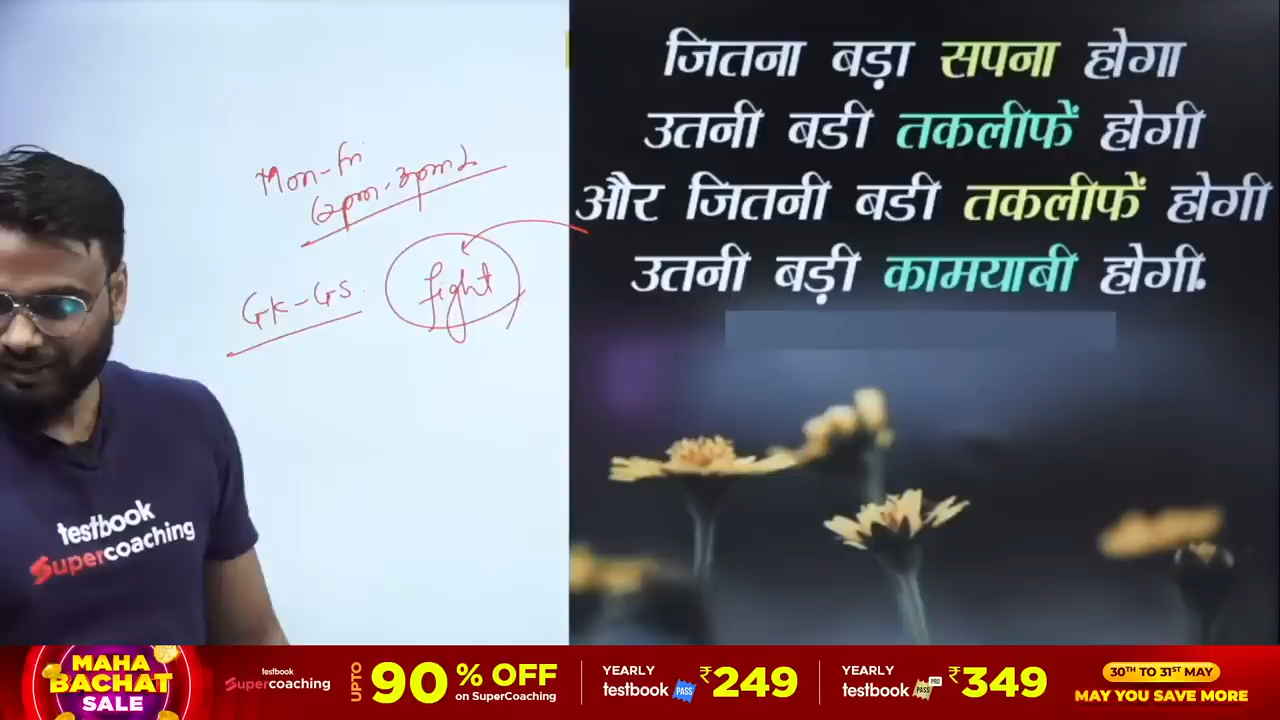 Mon-Fri
GK-GS
fight
जितना बड़ा सपना होगा
उतनी बडी तकलीफें होगी
और जितनी बडी तकलीफें होगी
उतनी बड़ी कामयाबी होगी.
testbook
Supercoaching
MAHA
BACHAT
SALE
testbook
Supercoaching
UPTO
90 % OFF
on SuperCoaching
YEARLY
testbook PASS
₹249
YEARLY
testbook PASS PRO
₹349
30TH TO 31ST MAY
MAY YOU SAVE MORE